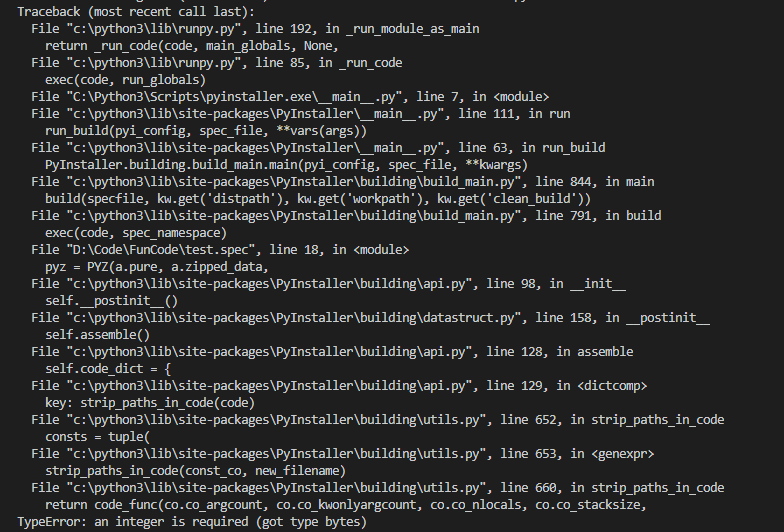 Traceback (most recent call last):
  File "c:\python3\lib\runpy.py", line 192, in _run_module_as_main
    return _run_code(code, main_globals, None,
  File "c:\python3\lib\runpy.py", line 85, in _run_code
    exec(code, run_globals)
  File "C:\Python3\Scripts\pyinstaller.exe\__main__.py", line 7, in <module>
  File "c:\python3\lib\site-packages\PyInstaller\__main__.py", line 111, in run
    run_build(pyi_config, spec_file, **vars(args))
  File "c:\python3\lib\site-packages\PyInstaller\__main__.py", line 63, in run_build
    PyInstaller.building.build_main.main(pyi_config, spec_file, **kwargs)
  File "c:\python3\lib\site-packages\PyInstaller\building\build_main.py", line 844, in main
    build(specfile, kw.get('distpath'), kw.get('workpath'), kw.get('clean_build'))
  File "c:\python3\lib\site-packages\PyInstaller\building\build_main.py", line 791, in build
    exec(code, spec_namespace)
  File "D:\Code\FunCode\test.spec", line 18, in <module>
    pyz = PYZ(a.pure, a.zipped_data,
  File "c:\python3\lib\site-packages\PyInstaller\building\api.py", line 98, in __init__
    self.__postinit__()
  File "c:\python3\lib\site-packages\PyInstaller\building\datastruct.py", line 158, in __postinit__
    self.assemble()
  File "c:\python3\lib\site-packages\PyInstaller\building\api.py", line 128, in assemble
    self.code_dict = {
  File "c:\python3\lib\site-packages\PyInstaller\building\api.py", line 129, in <dictcomp>
    key: strip_paths_in_code(code)
  File "c:\python3\lib\site-packages\PyInstaller\building\utils.py", line 652, in strip_paths_in_code
    consts = tuple(
  File "c:\python3\lib\site-packages\PyInstaller\building\utils.py", line 653, in <genexpr>
    strip_paths_in_code(const_co, new_filename)
  File "c:\python3\lib\site-packages\PyInstaller\building\utils.py", line 660, in strip_paths_in_code
    return code_func(co.co_argcount, co.co_kwonlyargcount, co.co_nlocals, co.co_stacksize,
TypeError: an integer is required (got type bytes)